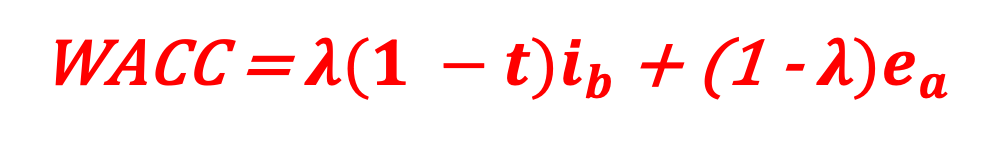 WACC = λ(1 − t)i_b + (1 - λ)e_a